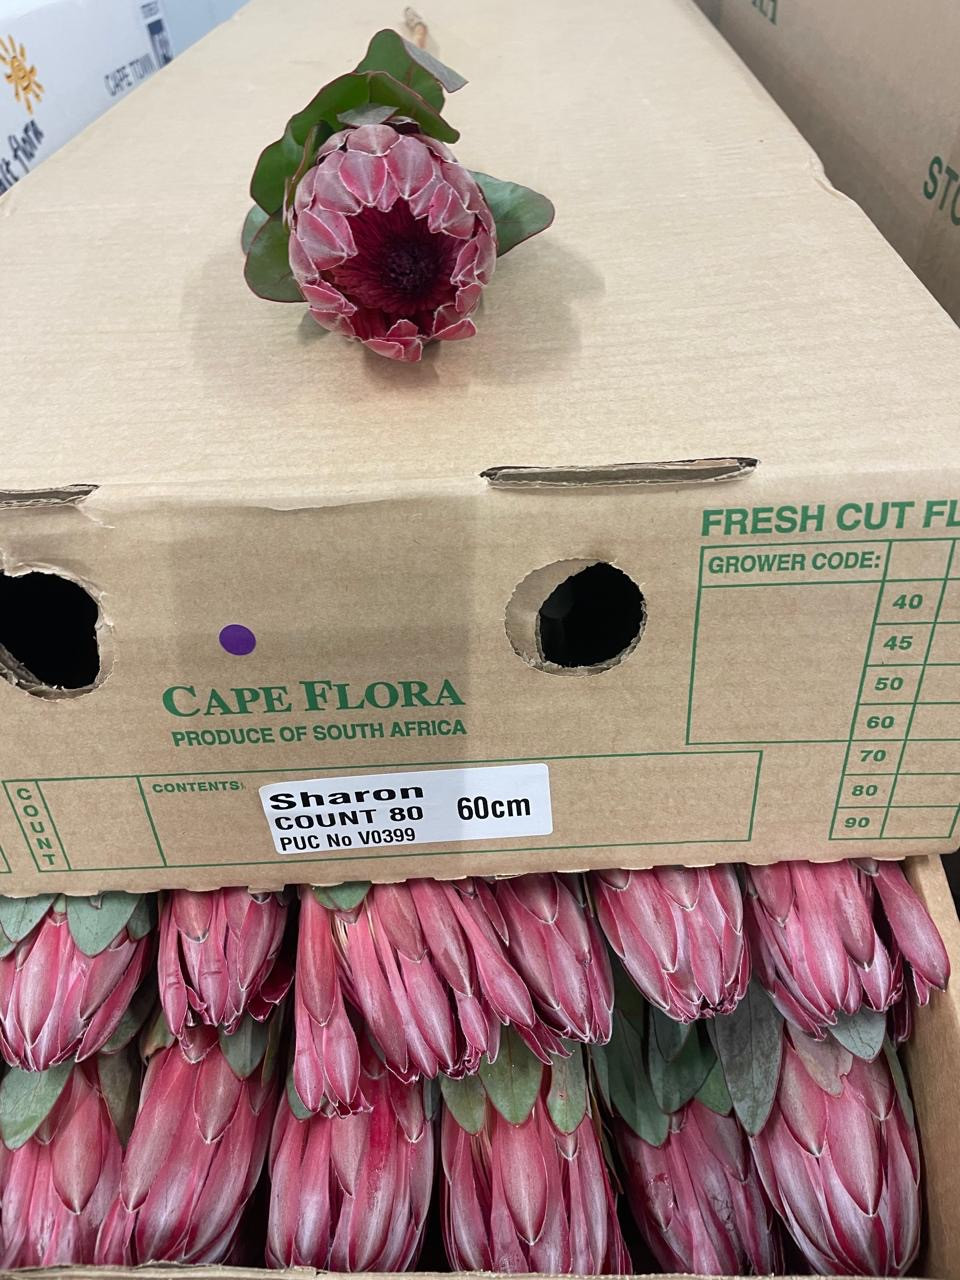 CAPE TOWN
FRESH CUT FL
GROWER CODE:
40
45
50
60
70
80
90
CAPE FLORA
PRODUCE OF SOUTH AFRICA
COUNT
CONTENTS:
Sharon
COUNT 80 60cm
PUC No V0399